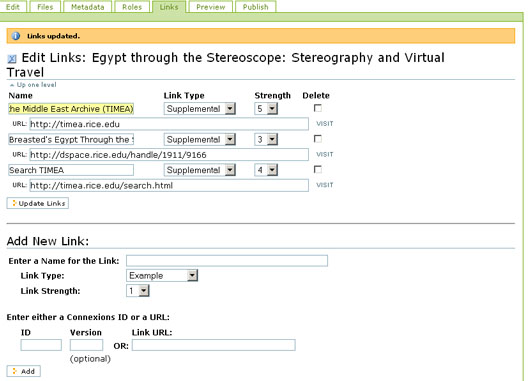 Edit Files Metadata Roles Links Preview Publish
Links updated.
Edit Links: Egypt through the Stereoscope: Stereography and Virtual
Travel
Up one level
Name Link Type Strength Delete
he Middle East Archive (TIMEA) Supplemental 5
URL: http://timea.rice.edu VISIT
Breasted's Egypt Through the Supplemental 3
URL: http://dspace.rice.edu/handle/1911/9166 VISIT
Search TIMEA Supplemental 4
URL: http://timea.rice.edu/search.html VISIT
Update Links
Add New Link:
Enter a Name for the Link:
Link Type: Example
Link Strength: 1
Enter either a Connexions ID or a URL:
ID Version Link URL:
OR:
(optional)
Add